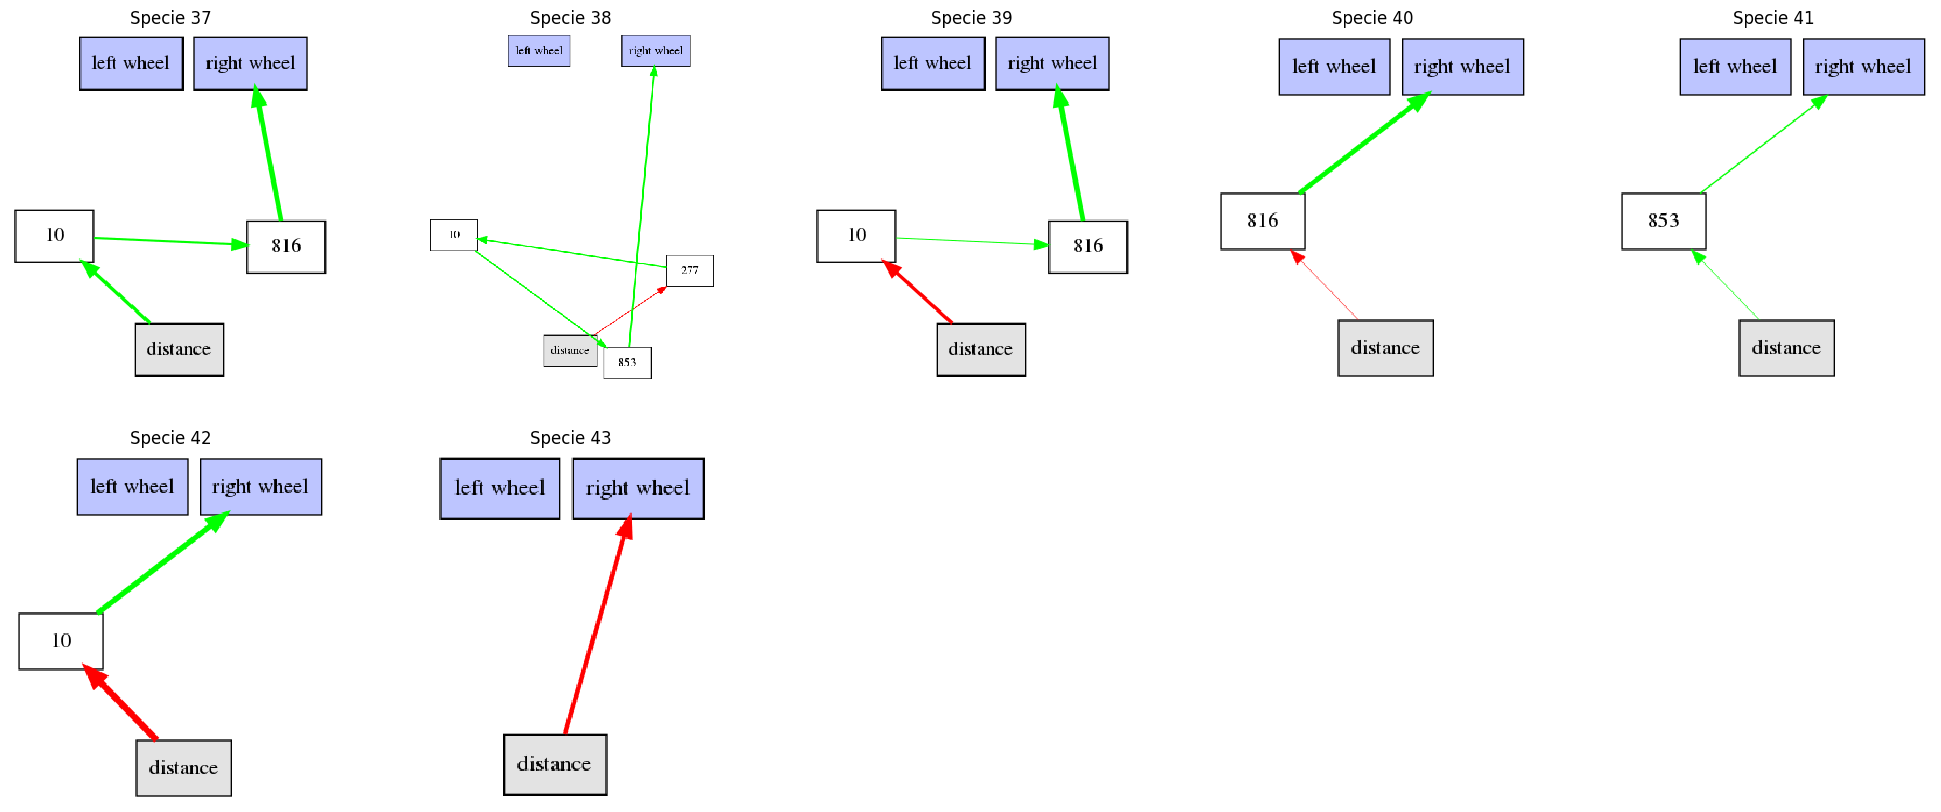 Specie 37
left wheel
right wheel
10
816
distance
Specie 38
left wheel
right wheel
10
277
distance
853
Specie 39
left wheel
right wheel
10
816
distance
Specie 40
left wheel
right wheel
816
distance
Specie 41
left wheel
right wheel
853
distance
Specie 42
left wheel
right wheel
10
distance
Specie 43
left wheel
right wheel
distance